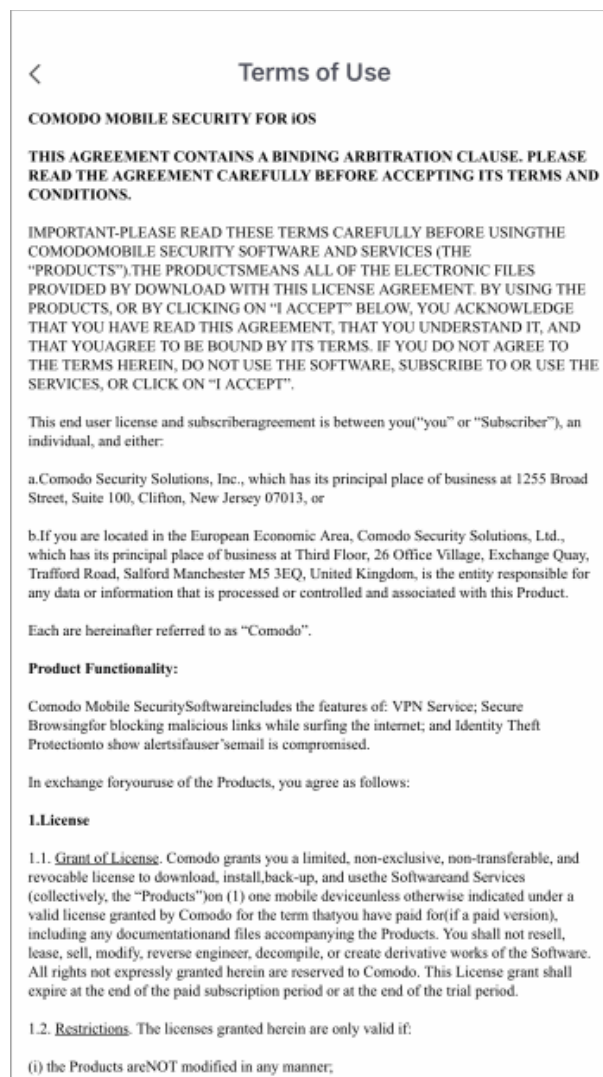 Terms of Use
COMODO MOBILE SECURITY FOR iOS
THIS AGREEMENT CONTAINS A BINDING ARBITRATION CLAUSE. PLEASE
READ THE AGREEMENT CAREFULLY BEFORE ACCEPTING ITS TERMS AND
CONDITIONS.
IMPORTANT-PLEASE READ THESE TERMS CAREFULLY BEFORE USINGTHE
COMODOMOBILE SECURITY SOFTWARE AND SERVICES (THE
“PRODUCTS”).THE PRODUCTSMEANS ALL OF THE ELECTRONIC FILES
PROVIDED BY DOWNLOAD WITH THIS LICENSE AGREEMENT. BY USING THE
PRODUCTS, OR BY CLICKING ON “I ACCEPT” BELOW, YOU ACKNOWLEDGE
THAT YOU HAVE READ THIS AGREEMENT, THAT YOU UNDERSTAND IT, AND
THAT YOUAGREE TO BE BOUND BY ITS TERMS. IF YOU DO NOT AGREE TO
THE TERMS HEREIN, DO NOT USE THE SOFTWARE, SUBSCRIBE TO OR USE THE
SERVICES, OR CLICK ON “I ACCEPT”.
This end user license and subscriberagreement is between you(“you” or “Subscriber”), an
individual, and either:
a.Comodo Security Solutions, Inc., which has its principal place of business at 1255 Broad
Street, Suite 100, Clifton, New Jersey 07013, or
b.If you are located in the European Economic Area, Comodo Security Solutions, Ltd.,
which has its principal place of business at Third Floor, 26 Office Village, Exchange Quay,
Trafford Road, Salford Manchester M5 3EQ, United Kingdom, is the entity responsible for
any data or information that is processed or controlled and associated with this Product.
Each are hereinafter referred to as “Comodo”.
Product Functionality:
Comodo Mobile SecuritySoftwareincludes the features of: VPN Service; Secure
Browsingfor blocking malicious links while surfing the internet; and Identity Theft
Protectionto show alertsifauser’semail is compromised.
In exchange foryouruse of the Products, you agree as follows:
1.License
1.1. Grant of License. Comodo grants you a limited, non-exclusive, non-transferable, and
revocable license to download, install,back-up, and usethe Softwareand Services
(collectively, the “Products”)on (1) one mobile deviceunless otherwise indicated under a
valid license granted by Comodo for the term thatyou have paid for(if a paid version),
including any documentationand files accompanying the Products. You shall not resell,
lease, sell, modify, reverse engineer, decompile, or create derivative works of the Software.
All rights not expressly granted herein are reserved to Comodo. This License grant shall
expire at the end of the paid subscription period or at the end of the trial period.
1.2. Restrictions. The licenses granted herein are only valid if:
(i) the Products areNOT modified in any manner;